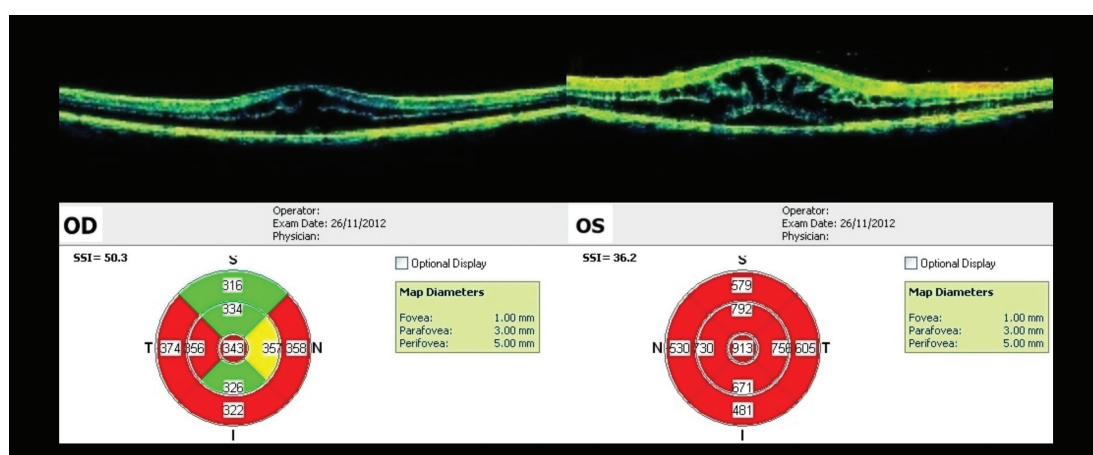 OD
Operator:
Exam Date: 26/11/2012
Physician:
SSI= 50.3
S
316
334
T 374 356 343 357 358 N
326
322
I
Optional Display
Map Diameters
Fovea: 1.00 mm
Parafovea: 3.00 mm
Perifovea: 5.00 mm
OS
Operator:
Exam Date: 26/11/2012
Physician:
SSI= 36.2
S
579
792
N 530 730 913 756 605 T
671
481
I
Optional Display
Map Diameters
Fovea: 1.00 mm
Parafovea: 3.00 mm
Perifovea: 5.00 mm